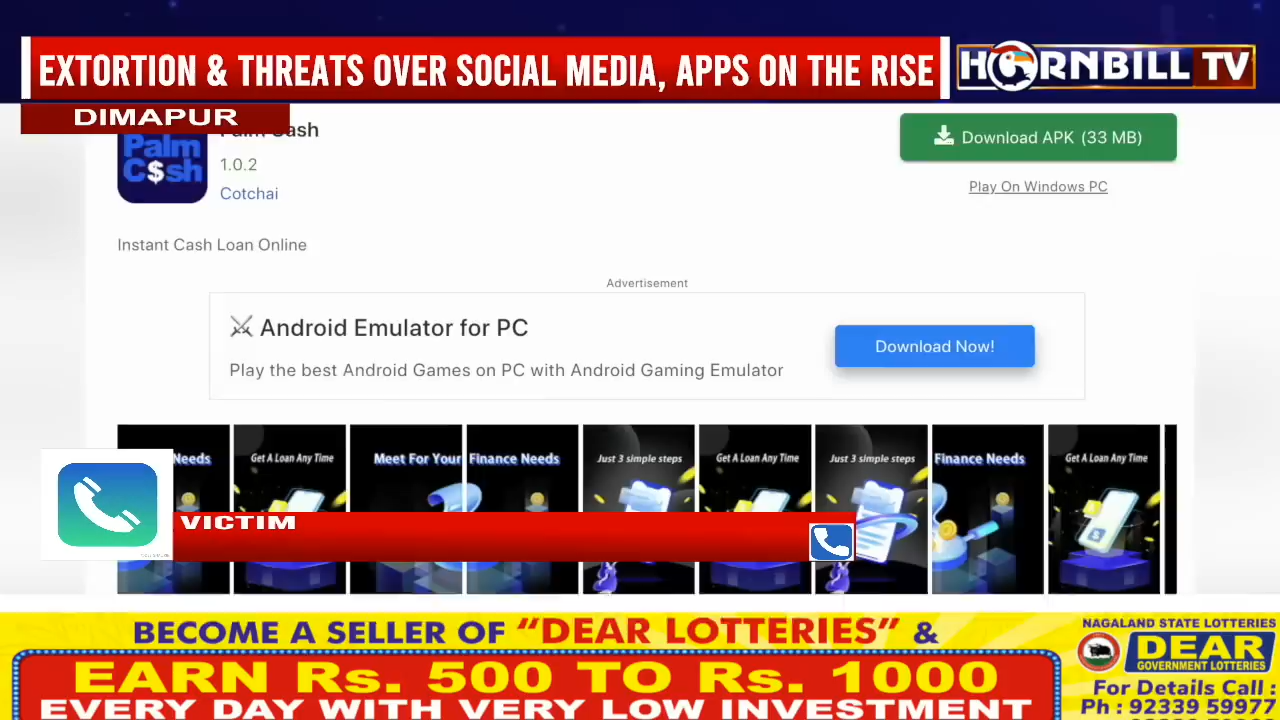 EXTORTION & THREATS OVER SOCIAL MEDIA, APPS ON THE RISE
HORNBILL TV
DIMAPUR
Palm Cash
Palm
C$sh
1.0.2
Cotchai
Download APK (33 MB)
Play On Windows PC
Instant Cash Loan Online
Advertisement
Android Emulator for PC
Play the best Android Games on PC with Android Gaming Emulator
Download Now!
Needs
Get A Loan Any Time
Meet For Your Finance Needs
Just 3 simple steps
Get A Loan Any Time
Just 3 simple steps
Finance Needs
Get A Loan Any Time
VICTIM
BECOME A SELLER OF "DEAR LOTTERIES" &
EARN Rs. 500 TO Rs. 1000
EVERY DAY WITH VERY LOW INVESTMENT
NAGALAND STATE LOTTERIES
DEAR
GOVERNMENT LOTTERIES
For Details Call :
Ph : 92339 59977